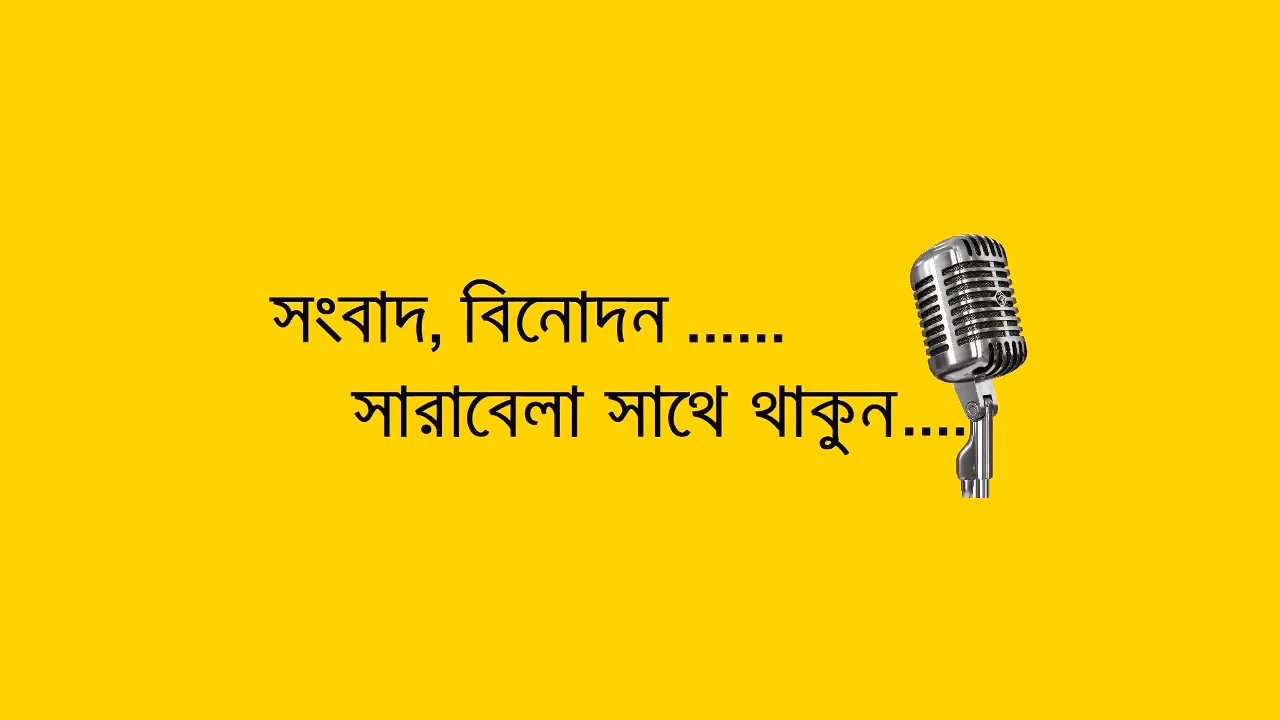 সংবাদ, বিনোদন ......
সারাবেলা সাথে থাকুন....